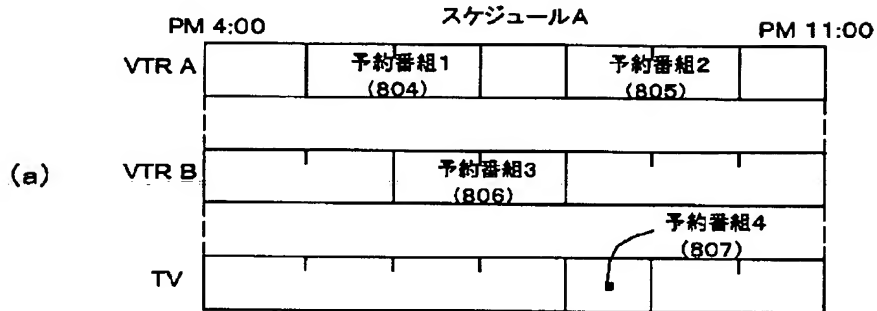 スケジュールA
PM 4:00
PM 11:00
VTR A
予約番組1
(804)
予約番組2
(805)
(a)
VTR B
予約番組3
(806)
予約番組4
(807)
TV